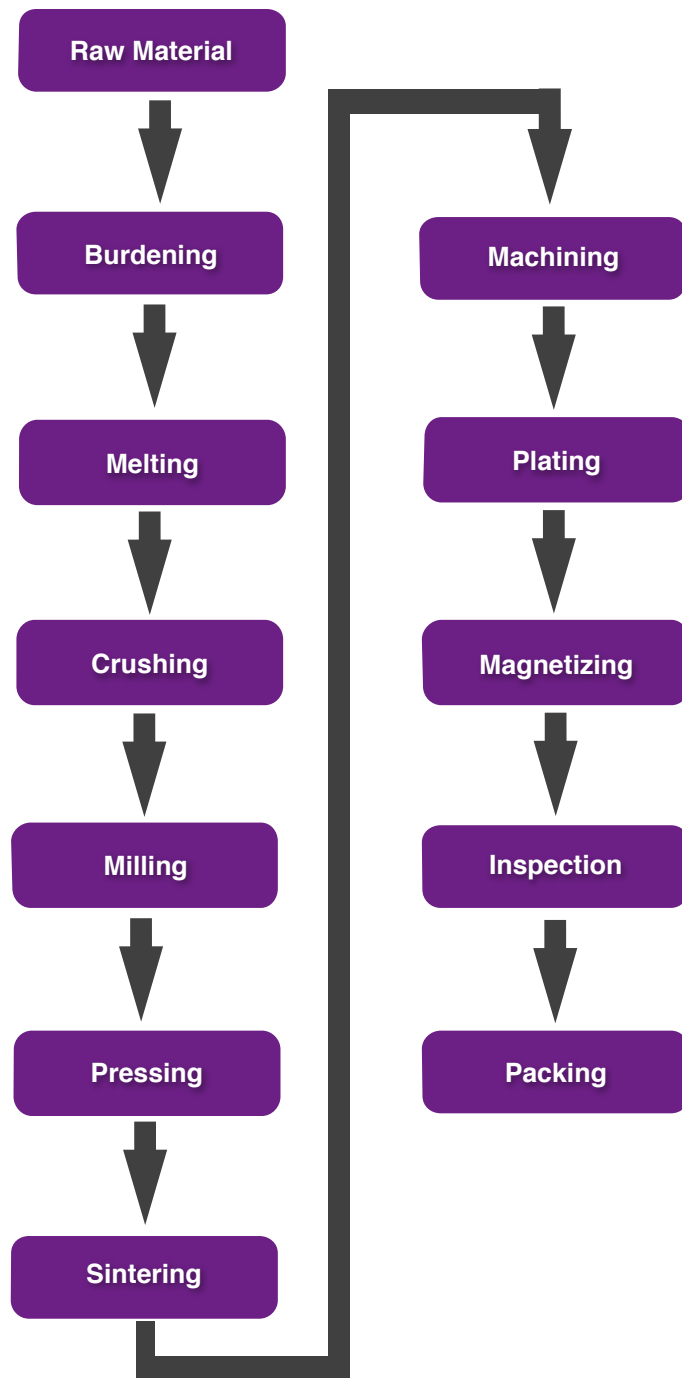 Raw Material
Burdening
Melting
Crushing
Milling
Pressing
Sintering
Machining
Plating
Magnetizing
Inspection
Packing